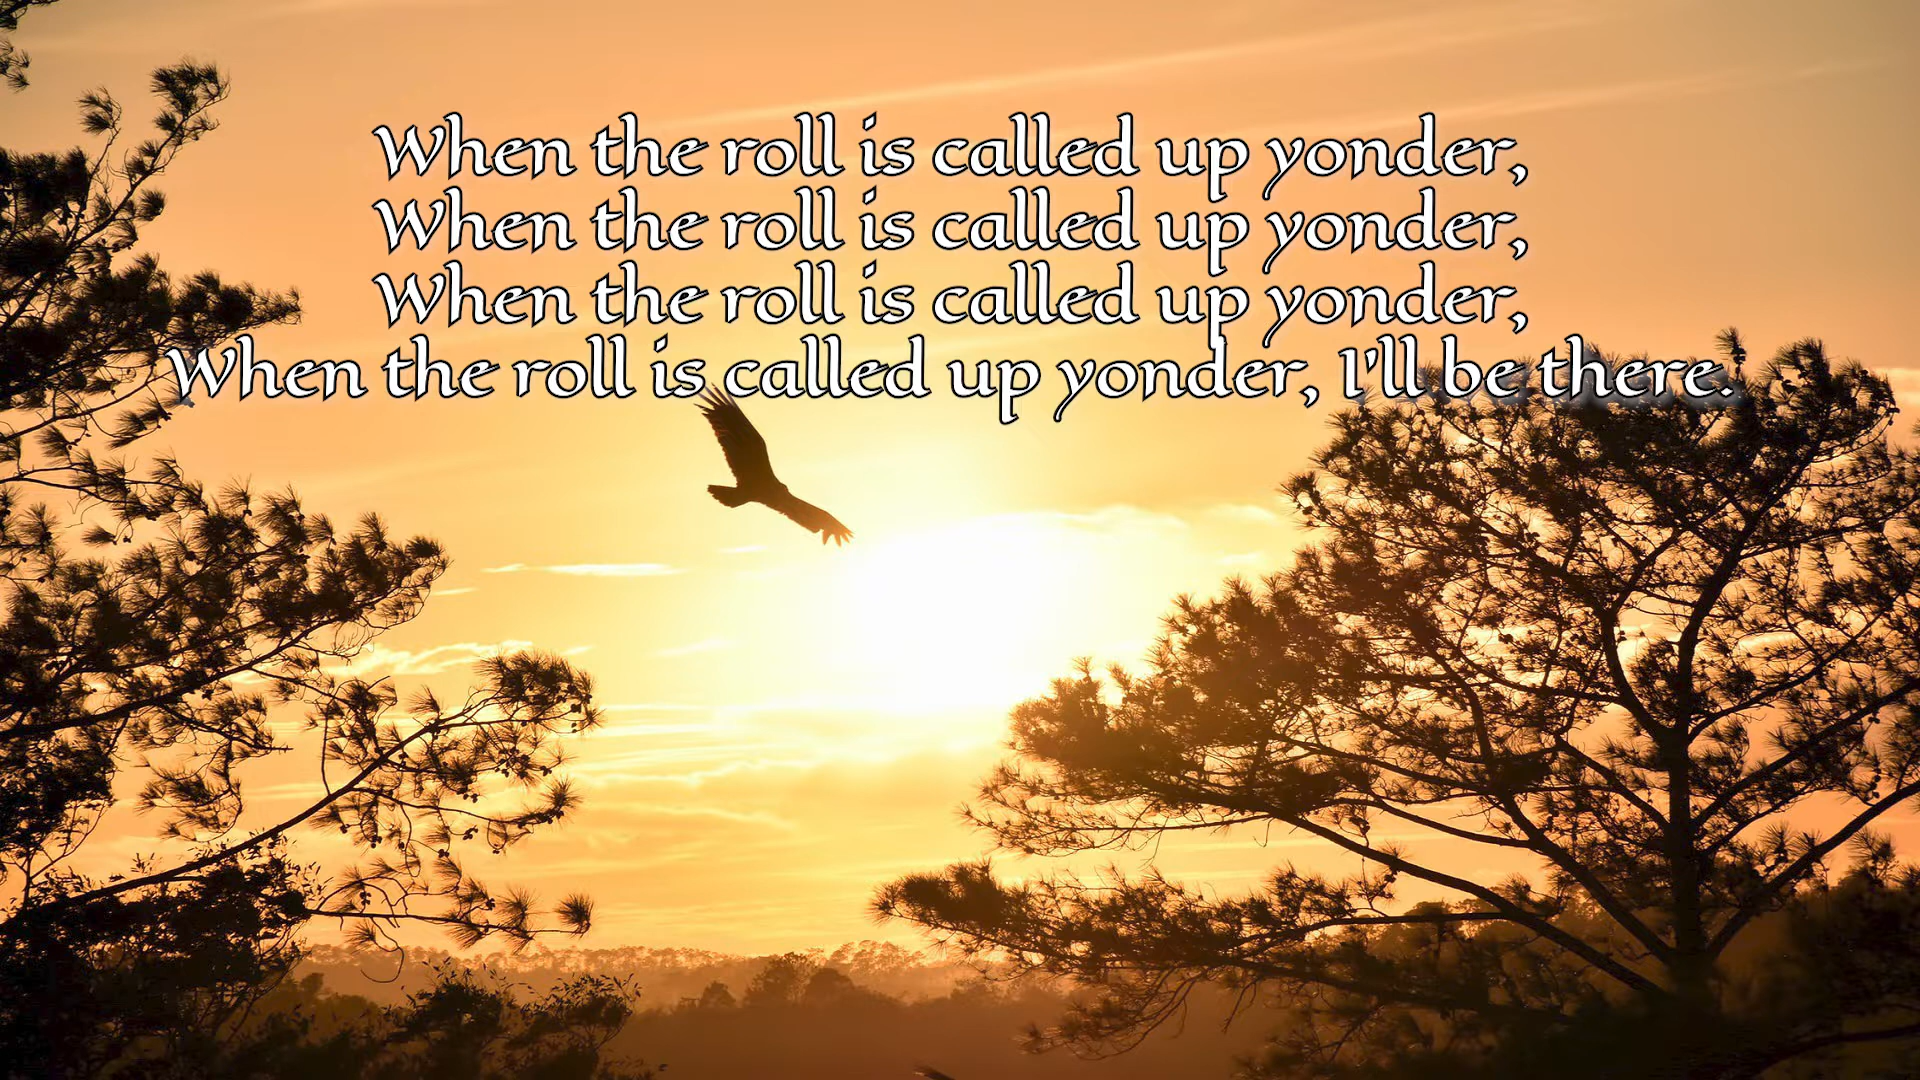 When the roll is called up yonder,
When the roll is called up yonder,
When the roll is called up yonder,
When the roll is called up yonder, I'll be there.